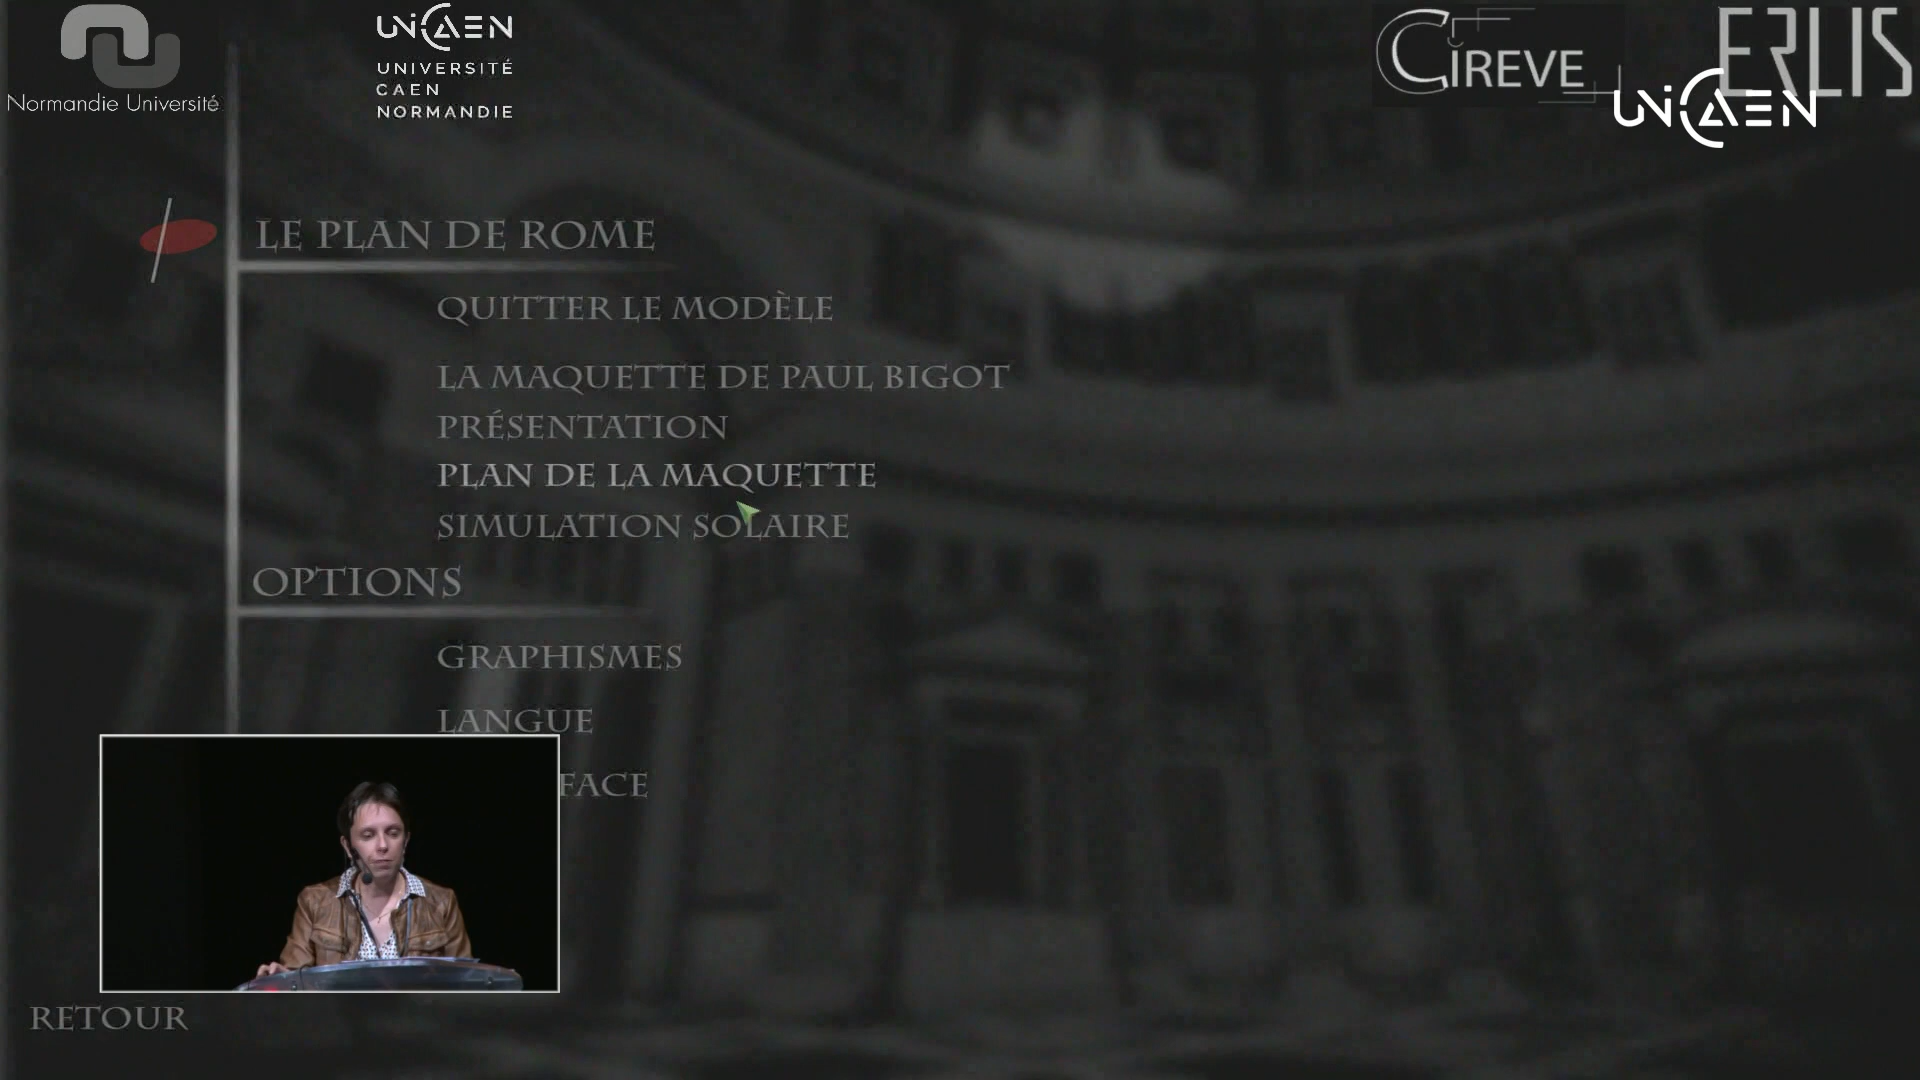 Normandie Université
UNICAEN
UNIVERSITÉ
CAEN
NORMANDIE
CIREVE
ERLIS
UNICAEN
LE PLAN DE ROME
QUITTER LE MODÈLE
LA MAQUETTE DE PAUL BIGOT
PRÉSENTATION
PLAN DE LA MAQUETTE
SIMULATION SOLAIRE
OPTIONS
GRAPHISMES
LANGUE
FACE
RETOUR